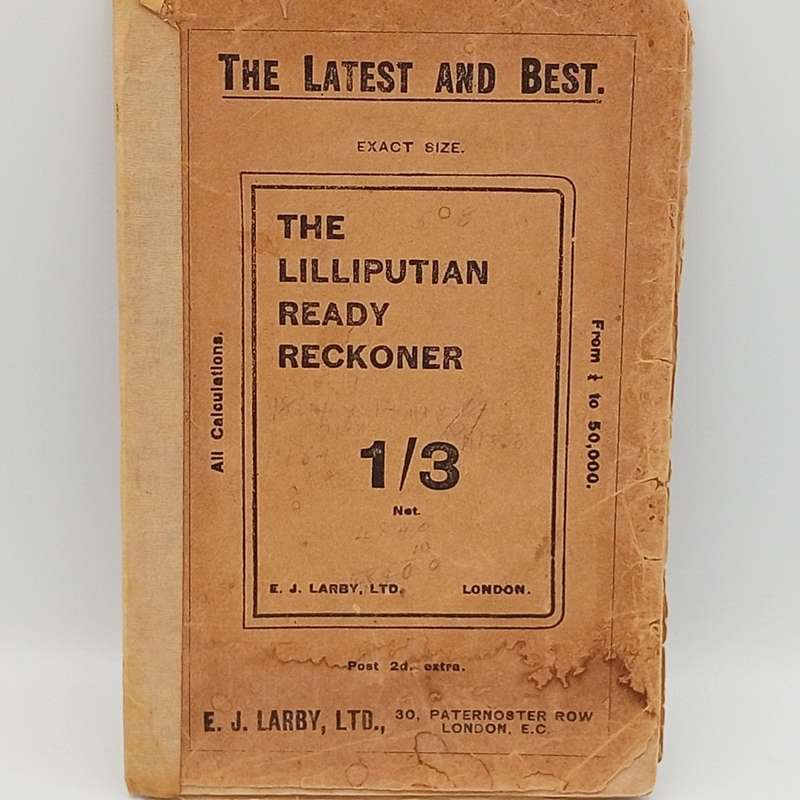 THE LATEST AND BEST.
EXACT SIZE.
THE
LILLIPUTIAN
READY
RECKONER
All Calculations.
From ¼ to 50,000.
1/3
Net.
E. J. LARBY, LTD. LONDON.
Post 2d. extra.
E. J. LARBY, LTD., 30, PATERNOSTER ROW
LONDON, E.C.